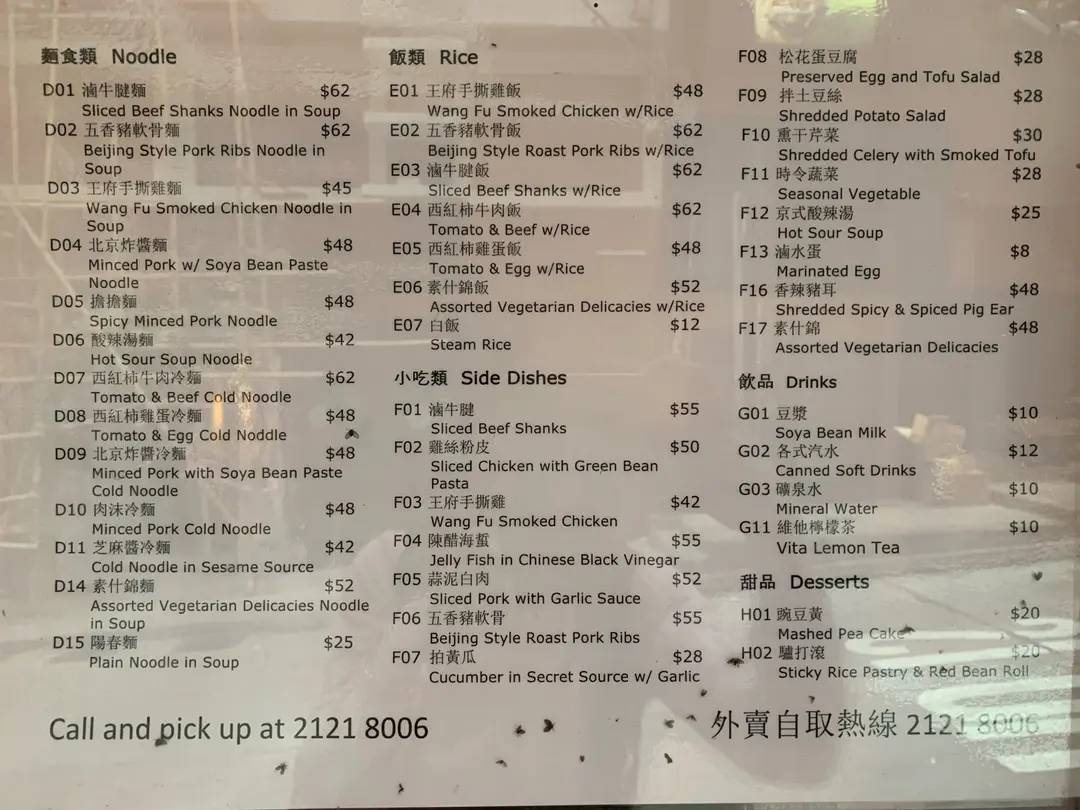 麵食類 Noodle
D01 滷牛腱麵 $62
Sliced Beef Shanks Noodle in Soup
D02 五香豬軟骨麵 $62
Beijing Style Pork Ribs Noodle in
Soup
D03 王府手撕雞麵 $45
Wang Fu Smoked Chicken Noodle in
Soup
D04 北京炸醬麵 $48
Minced Pork w/ Soya Bean Paste
Noodle
D05 擔擔麵 $48
Spicy Minced Pork Noodle
D06 酸辣湯麵 $42
Hot Sour Soup Noodle
D07 西紅柿牛肉冷麵 $62
Tomato & Beef Cold Noodle
D08 西紅柿雞蛋冷麵 $48
Tomato & Egg Cold Noddle
D09 北京炸醬冷麵 $48
Minced Pork with Soya Bean Paste
Cold Noodle
D10 肉沫冷麵 $48
Minced Pork Cold Noodle
D11 芝麻醬冷麵 $42
Cold Noodle in Sesame Source
D14 素什錦麵 $52
Assorted Vegetarian Delicacies Noodle
in Soup
D15 陽春麵 $25
Plain Noodle in Soup
飯類 Rice
E01 王府手撕雞飯 $48
Wang Fu Smoked Chicken w/Rice
E02 五香豬軟骨飯 $62
Beijing Style Roast Pork Ribs w/Rice
E03 滷牛腱飯 $62
Sliced Beef Shanks w/Rice
E04 西紅柿牛肉飯 $62
Tomato & Beef w/Rice
E05 西紅柿雞蛋飯 $48
Tomato & Egg w/Rice
E06 素什錦飯 $52
Assorted Vegetarian Delicacies w/Rice
E07 白飯 $12
Steam Rice
小吃類 Side Dishes
F01 滷牛腱 $55
Sliced Beef Shanks
F02 雞絲粉皮 $50
Sliced Chicken with Green Bean
Pasta
F03 王府手撕雞 $42
Wang Fu Smoked Chicken
F04 陳醋海蜇 $55
Jelly Fish in Chinese Black Vinegar
F05 蒜泥白肉 $52
Sliced Pork with Garlic Sauce
F06 五香豬軟骨 $55
Beijing Style Roast Pork Ribs
F07 拍黃瓜 $28
Cucumber in Secret Source w/ Garlic
F08 松花蛋豆腐 $28
Preserved Egg and Tofu Salad
F09 拌土豆絲 $28
Shredded Potato Salad
F10 熏干芹菜 $30
Shredded Celery with Smoked Tofu
F11 時令蔬菜 $28
Seasonal Vegetable
F12 京式酸辣湯 $25
Hot Sour Soup
F13 滷水蛋 $8
Marinated Egg
F16 香辣豬耳 $48
Shredded Spicy & Spiced Pig Ear
F17 素什錦 $48
Assorted Vegetarian Delicacies
飲品 Drinks
G01 豆漿 $10
Soya Bean Milk
G02 各式汽水 $12
Canned Soft Drinks
G03 礦泉水 $10
Mineral Water
G11 維他檸檬茶 $10
Vita Lemon Tea
甜品 Desserts
H01 豌豆黃 $20
Mashed Pea Cake
H02 驢打滾 $20
Sticky Rice Pastry & Red Bean Roll
Call and pick up at 2121 8006
外賣自取熱線 2121 8006